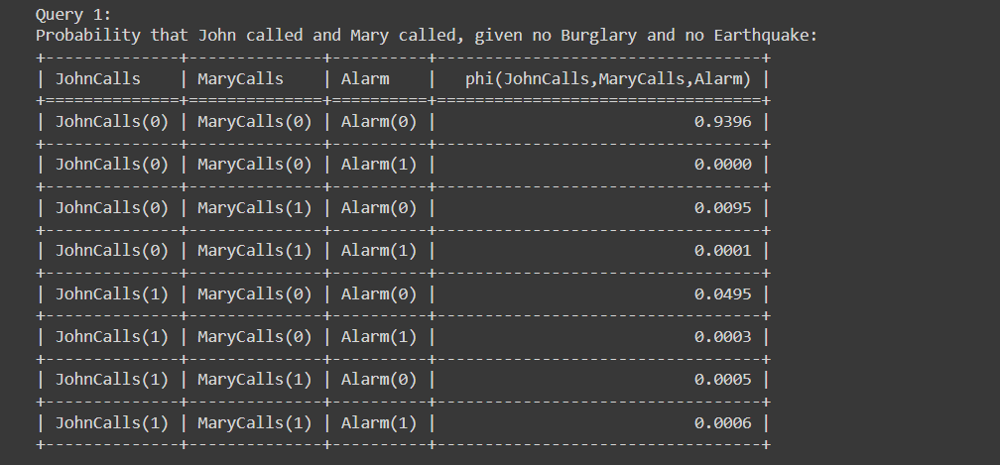 Query 1:
Probability that John called and Mary called, given no Burglary and no Earthquake:
+--------------+--------------+----------+---------------------------------+
| JohnCalls    | MaryCalls    | Alarm    |   phi(JohnCalls,MaryCalls,Alarm) |
+==============+==============+==========+=================================+
| JohnCalls(0) | MaryCalls(0) | Alarm(0) |                          0.9396 |
+--------------+--------------+----------+---------------------------------+
| JohnCalls(0) | MaryCalls(0) | Alarm(1) |                          0.0000 |
+--------------+--------------+----------+---------------------------------+
| JohnCalls(0) | MaryCalls(1) | Alarm(0) |                          0.0095 |
+--------------+--------------+----------+---------------------------------+
| JohnCalls(0) | MaryCalls(1) | Alarm(1) |                          0.0001 |
+--------------+--------------+----------+---------------------------------+
| JohnCalls(1) | MaryCalls(0) | Alarm(0) |                          0.0495 |
+--------------+--------------+----------+---------------------------------+
| JohnCalls(1) | MaryCalls(0) | Alarm(1) |                          0.0003 |
+--------------+--------------+----------+---------------------------------+
| JohnCalls(1) | MaryCalls(1) | Alarm(0) |                          0.0005 |
+--------------+--------------+----------+---------------------------------+
| JohnCalls(1) | MaryCalls(1) | Alarm(1) |                          0.0006 |
+--------------+--------------+----------+---------------------------------+